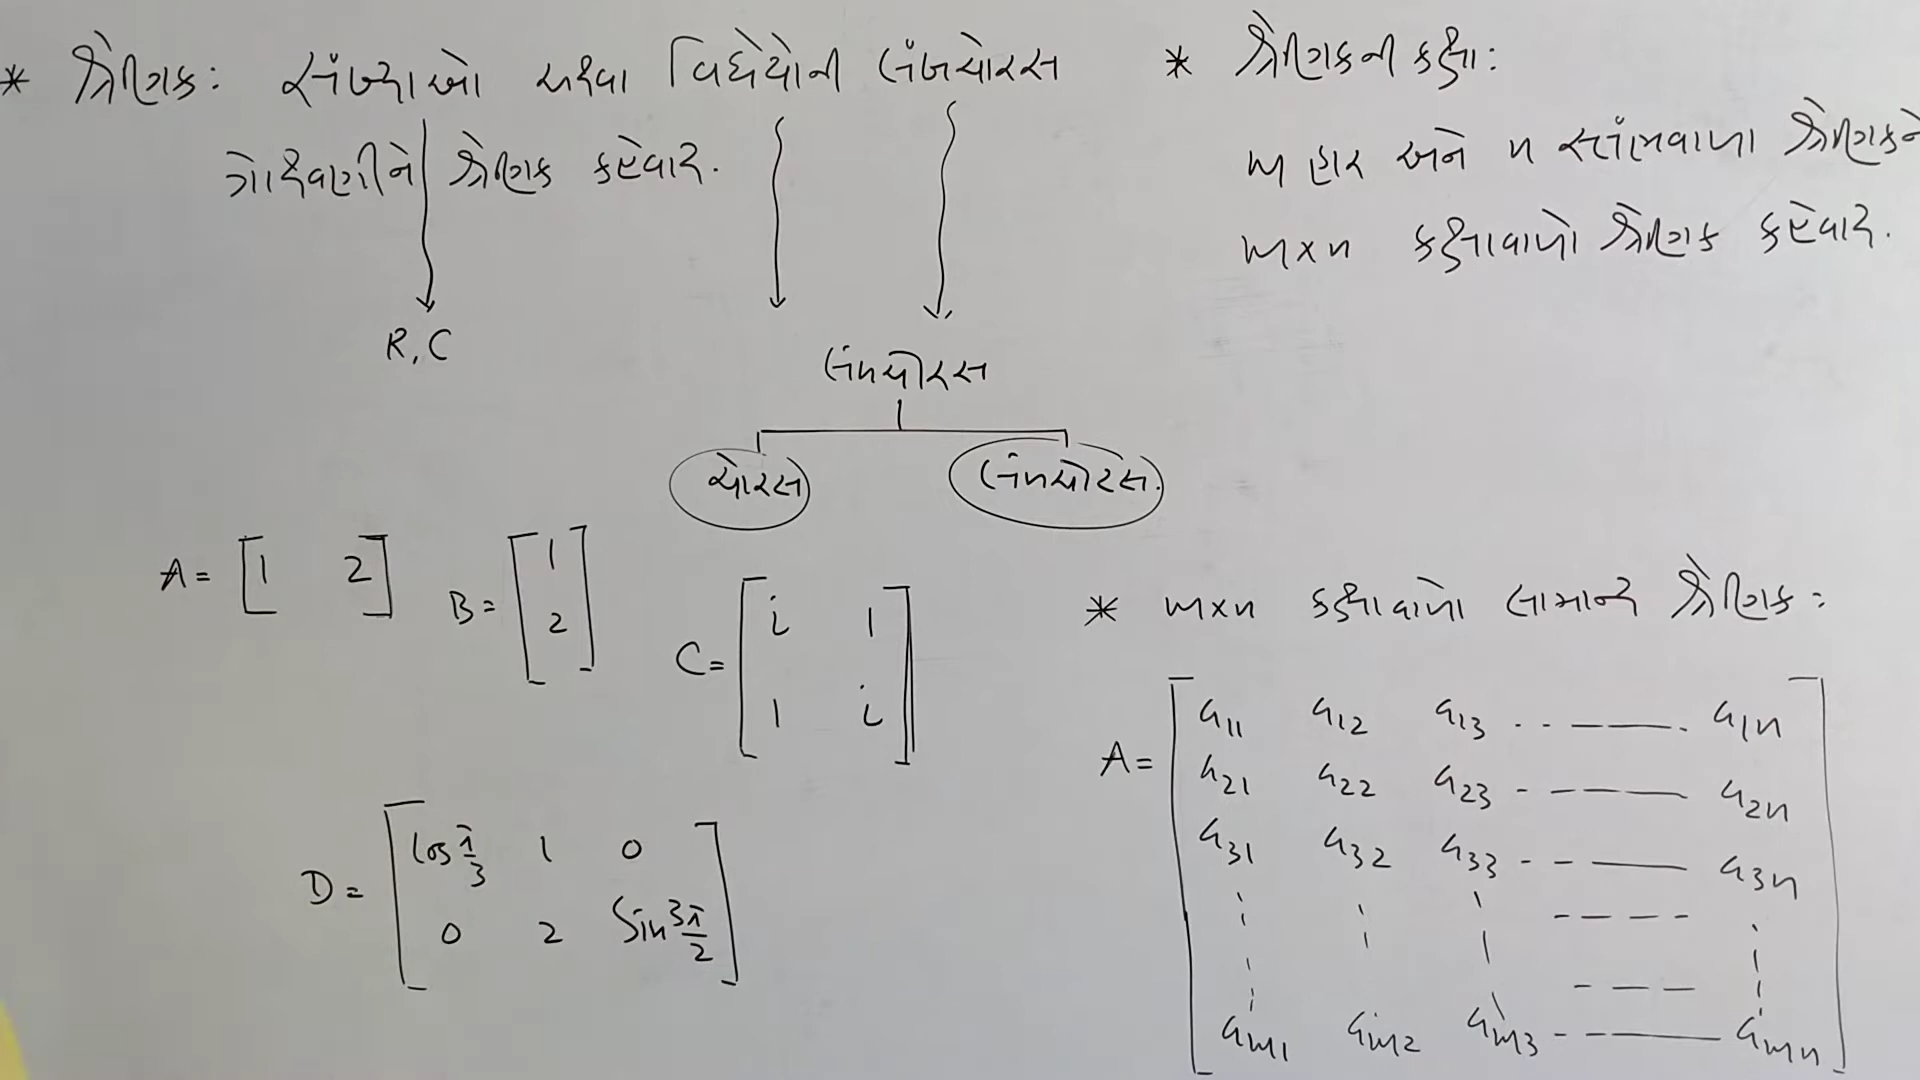 * શ્રેણિક: સંખ્યાઓ અથવા વિધેયોની લંબચોરસ
ગોઠવણીને શ્રેણિક કહેવાય.
R, C
લંબચોરસ
ચોરસ લંબચોરસ.
A = [1 2]
B = [1
2]
C = [i 1
1 i]
D = [cos π/3 1 0
0 2 sin 3π/2]
* શ્રેણિકની કક્ષા:
m હાર અને n સ્તંભવાળા શ્રેણિકને
m×n કક્ષાવાળો શ્રેણિક કહેવાય.
* m×n કક્ષાવાળો સામાન્ય શ્રેણિક:
A = [a11 a12 a13 ------ a1n
a21 a22 a23 ------ a2n
a31 a32 a33 ------ a3n
am1 am2 am3 ------ amn]